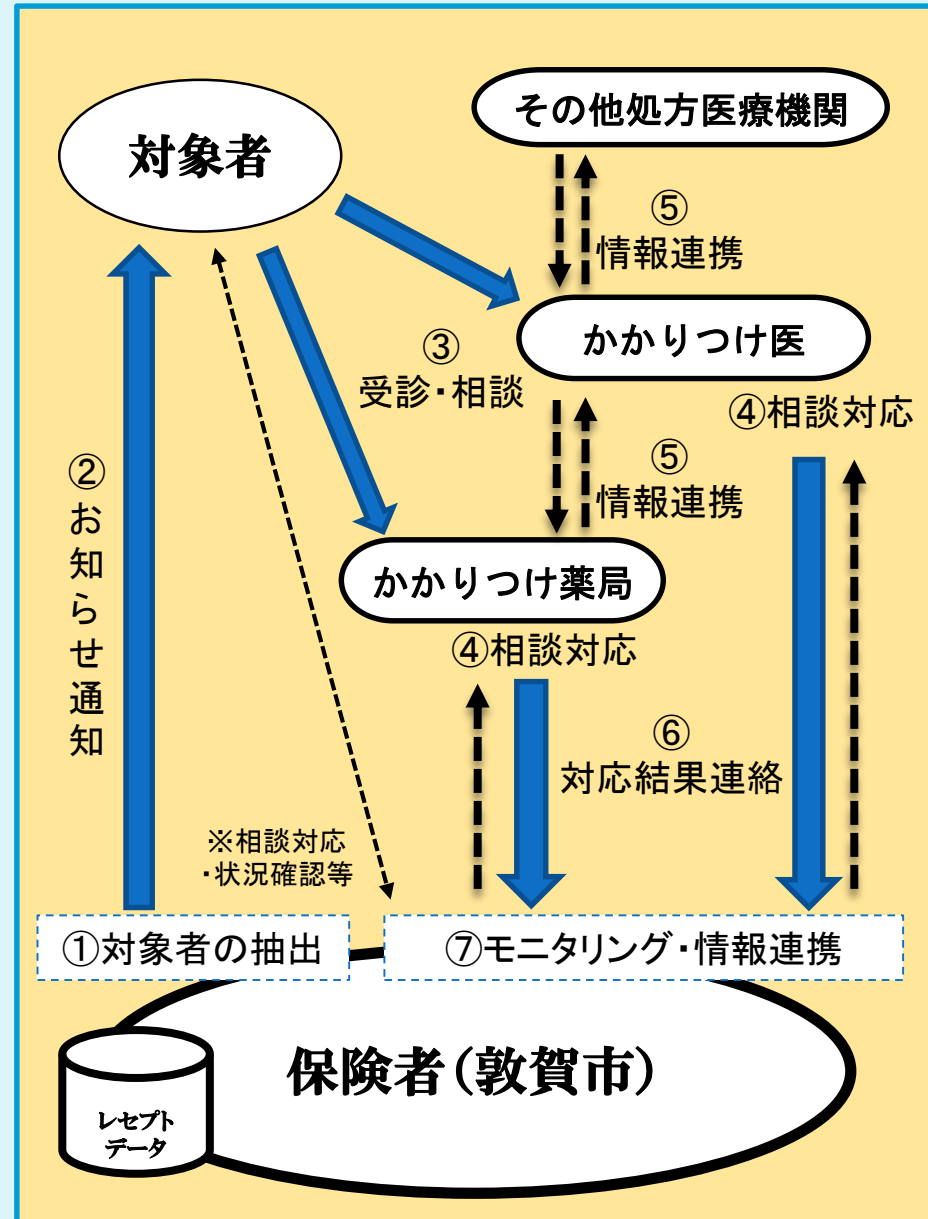 その他処方医療機関
対象者
⑤
情報連携
かかりつけ医
③
受診・相談
④相談対応
②
お
知
ら
せ
通
知
⑤
情報連携
かかりつけ薬局
④相談対応
⑥
対応結果連絡
※相談対応
・状況確認等
①対象者の抽出
⑦モニタリング・情報連携
保険者(敦賀市)
レセプト
データ